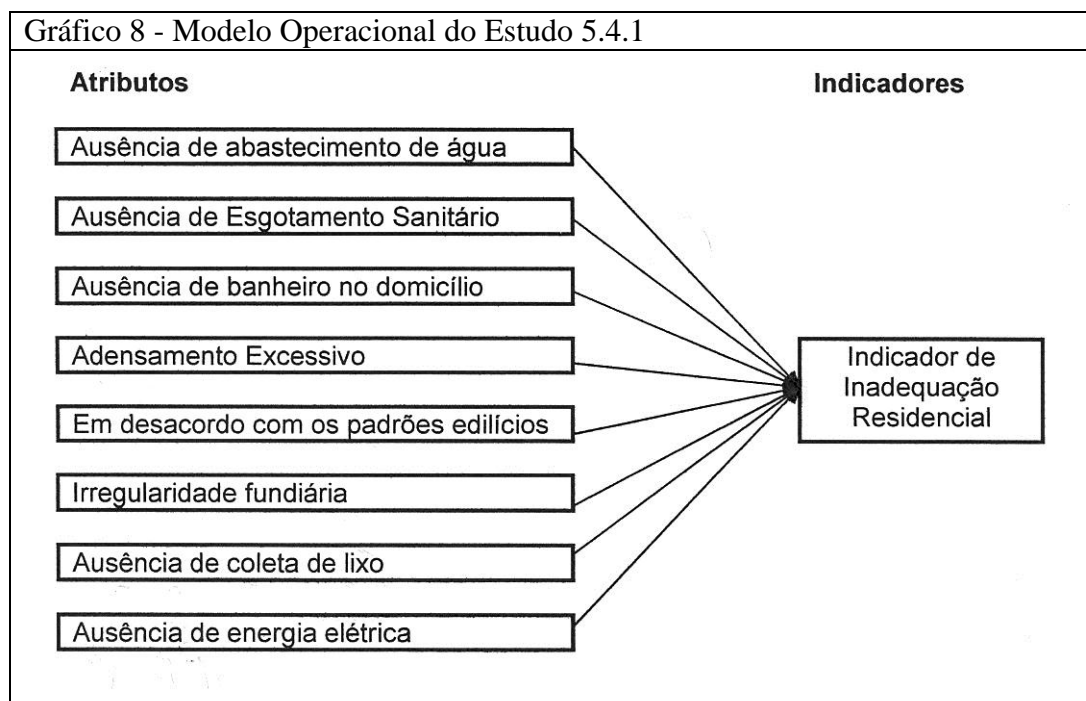 Gráfico 8 - Modelo Operacional do Estudo 5.4.1
Atributos
Indicadores
Ausência de abastecimento de água
Ausência de Esgotamento Sanitário
Ausência de banheiro no domicílio
Adensamento Excessivo
Em desacordo com os padrões edilícios
Irregularidade fundiária
Ausência de coleta de lixo
Ausência de energia elétrica
Indicador de
Inadequação
Residencial